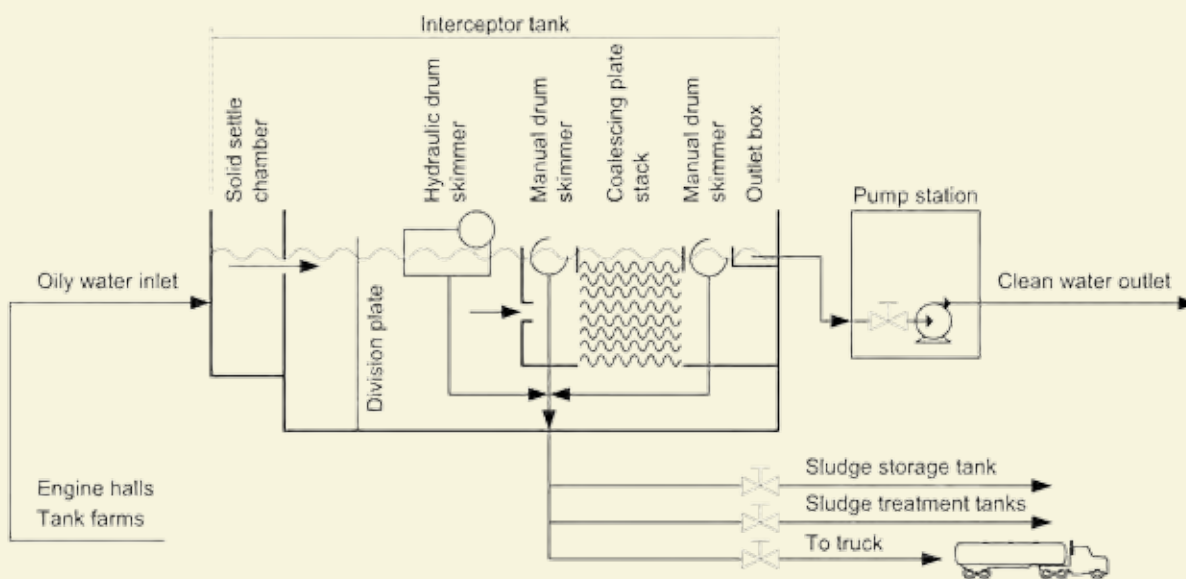 Interceptor tank
Solid settle
chamber
Hydraulic drum
skimmer
Manual drum
skimmer
Coalescing plate
stack
Manual drum
skimmer
Outlet box
Pump station
Oily water inlet
Clean water outlet
Division plate
Engine halls
Tank farms
Sludge storage tank
Sludge treatment tanks
To truck